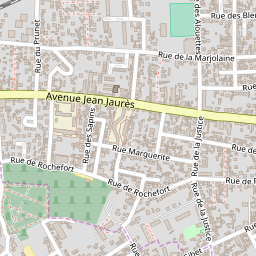 Rue des Ble
Rue du Prunet
des Alouettes
Rue de la Marjolaine
Avenue Jean Jaurès
Rue des Sapins
Rue de la Justice
Rue Marguerite
Rue de Rochefort
Rue de Rochefort
Rue de la Justice